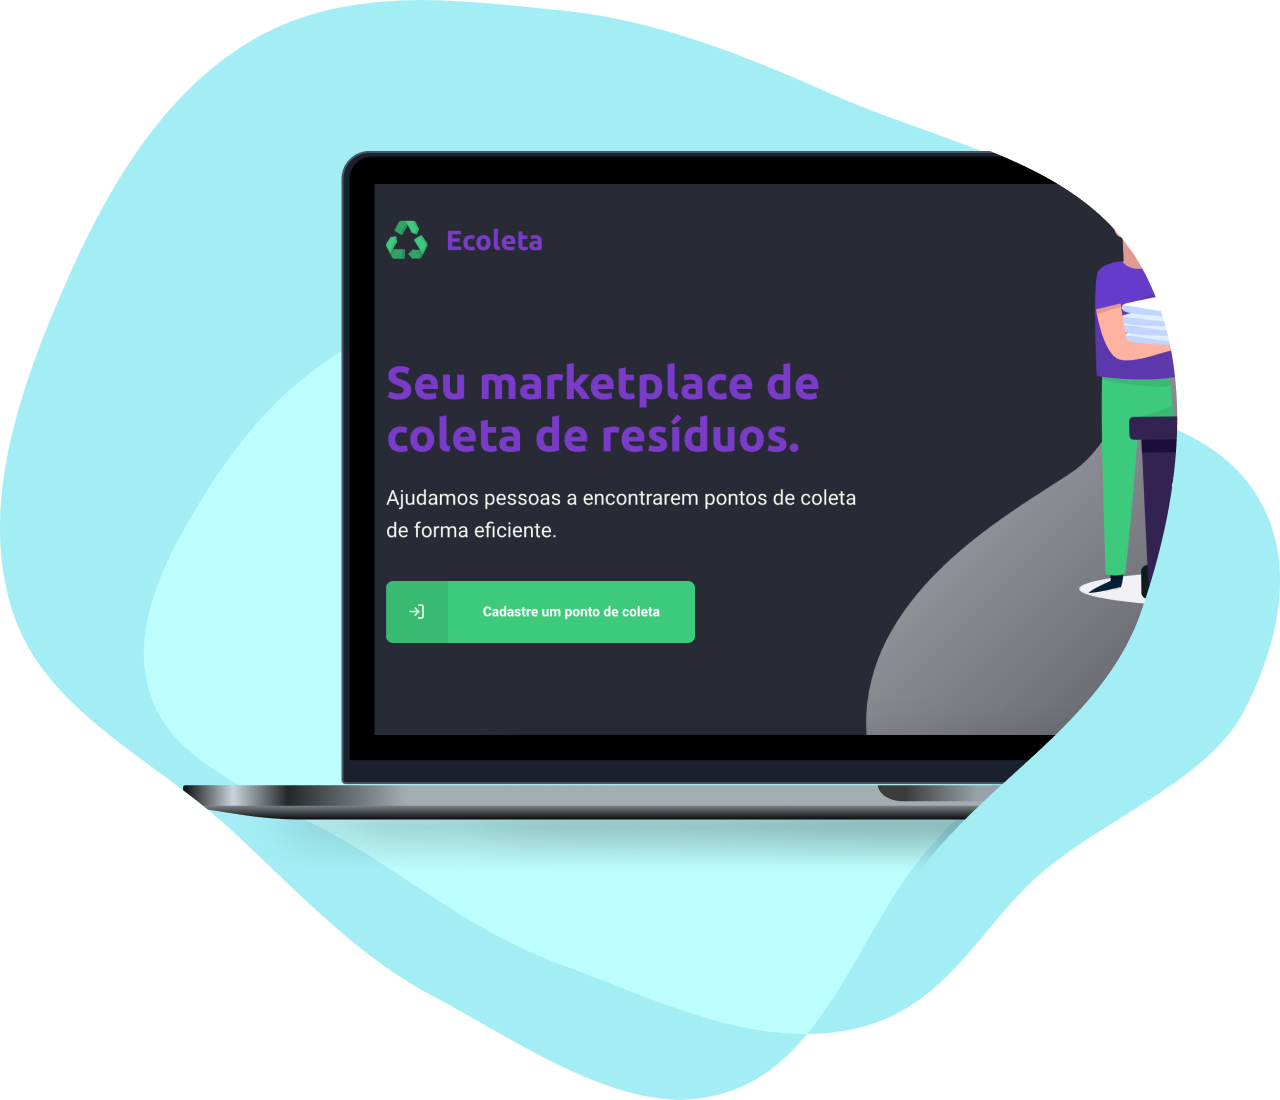 Ecoleta
Seu marketplace de
coleta de resíduos.
Ajudamos pessoas a encontrarem pontos de coleta
de forma eficiente.
Cadastre um ponto de coleta